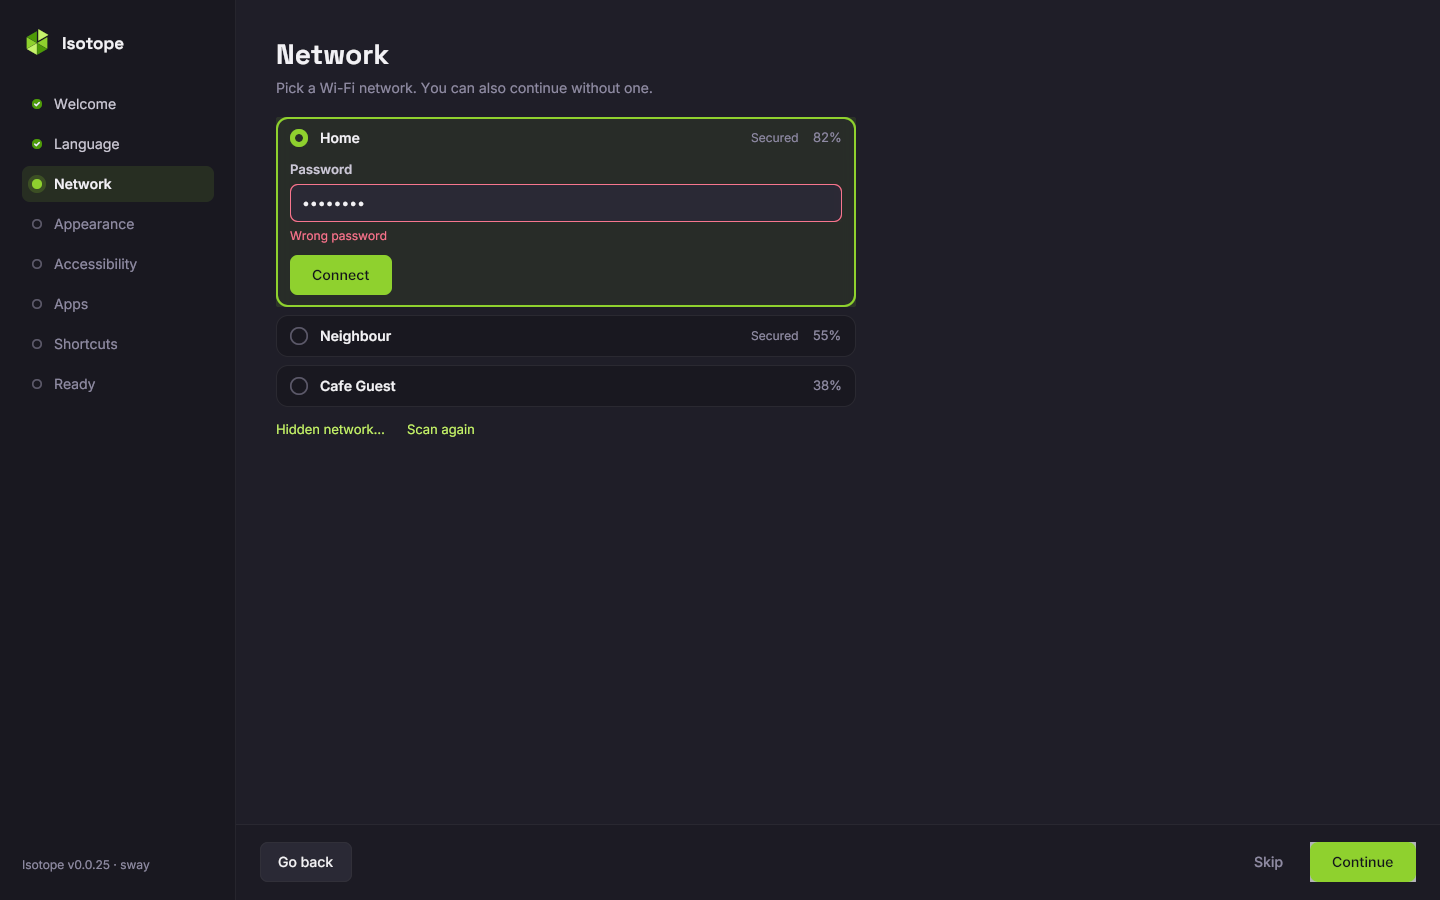 Isotope
Welcome
Language
Network
Appearance
Accessibility
Apps
Shortcuts
Ready
Isotope v0.0.25 · sway
Network
Pick a Wi-Fi network. You can also continue without one.
Home Secured 82%
Password
••••••••
Wrong password
Connect
Neighbour Secured 55%
Cafe Guest 38%
Hidden network... Scan again
Go back Skip Continue